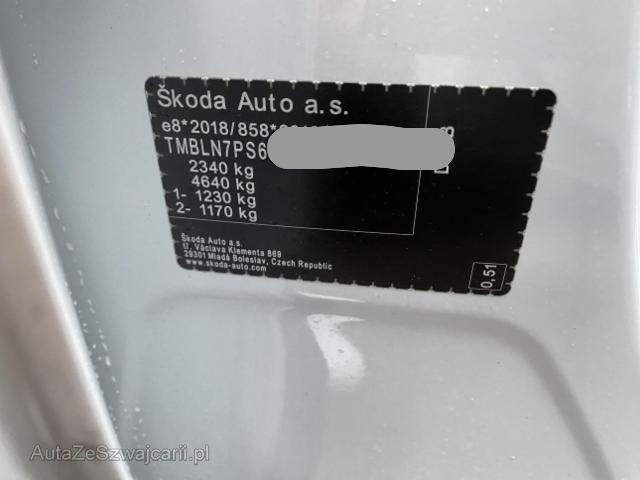 Škoda Auto a.s.
e8*2018/858*
TMBLN7PS6
2340 kg
4640 kg
1- 1230 kg
2- 1170 kg
Škoda Auto a.s.
tř. Václava Klementa 869
29301 Mladá Boleslav, Czech Republic
www.skoda-auto.com
0,51
AutaZeSzwajcarii.pl